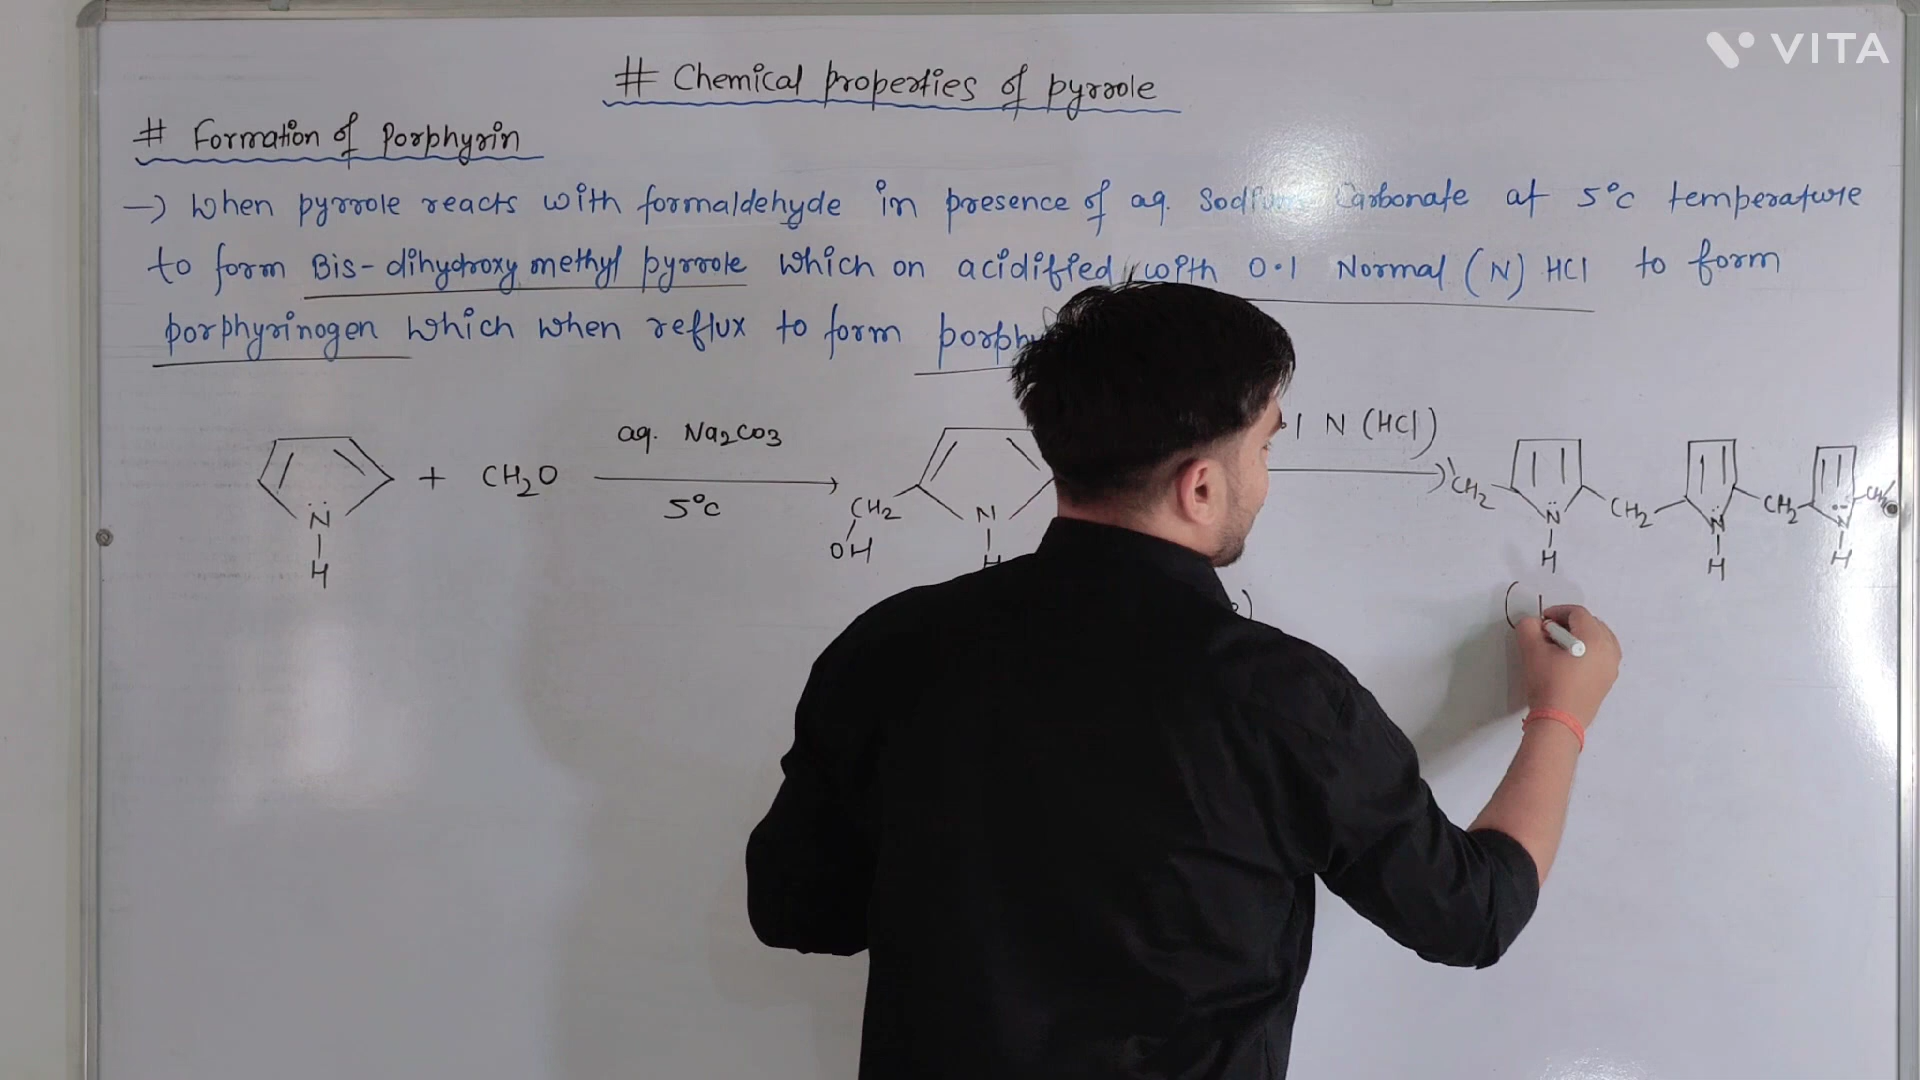 VITA
# Chemical properties of pyrrole
# Formation of Porphyrin
→ When pyrrole reacts with formaldehyde in presence of aq. Sodium Carbonate at 5°c temperature
to form Bis-dihydroxy methyl pyrrole which on acidified with 0.1 Normal (N) HCl to form
porphyrinogen which when reflux to form
aq. Na2CO3
1 N (HCl)
+ CH2O
5°c
CH2
OH
N
H
N
H
CH2
N
H
CH2
N
H
CH2
N
H